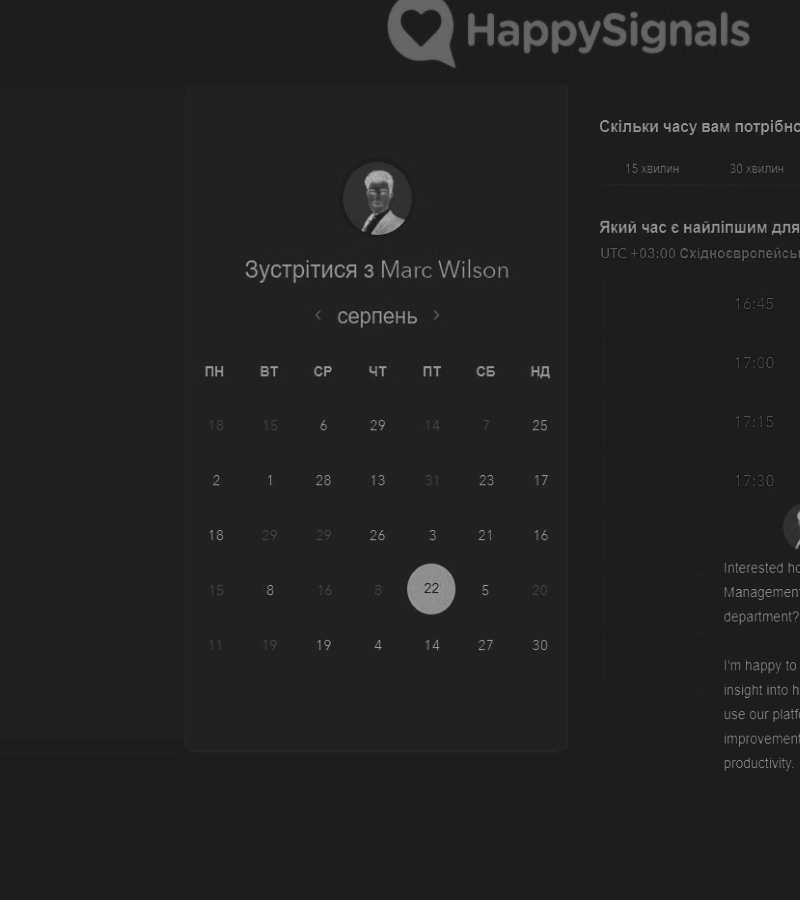 HappySignals
Зустрітися з Marc Wilson
серпень
ПН ВТ СР ЧТ ПТ СБ НД
18 15 6 29 14 7 25
2 1 28 13 31 23 17
18 29 29 26 3 21 16
15 8 16 8 22 5 20
11 19 19 4 14 27 30
Скільки часу вам потрібно
15 хвилин 30 хвилин
Який час є найліпшим для
UTC +03:00 Східноєвропейсь
16:45
17:00
17:15
17:30
Interested ho
Management
department?
I'm happy to
insight into h
use our platf
improvement
productivity.